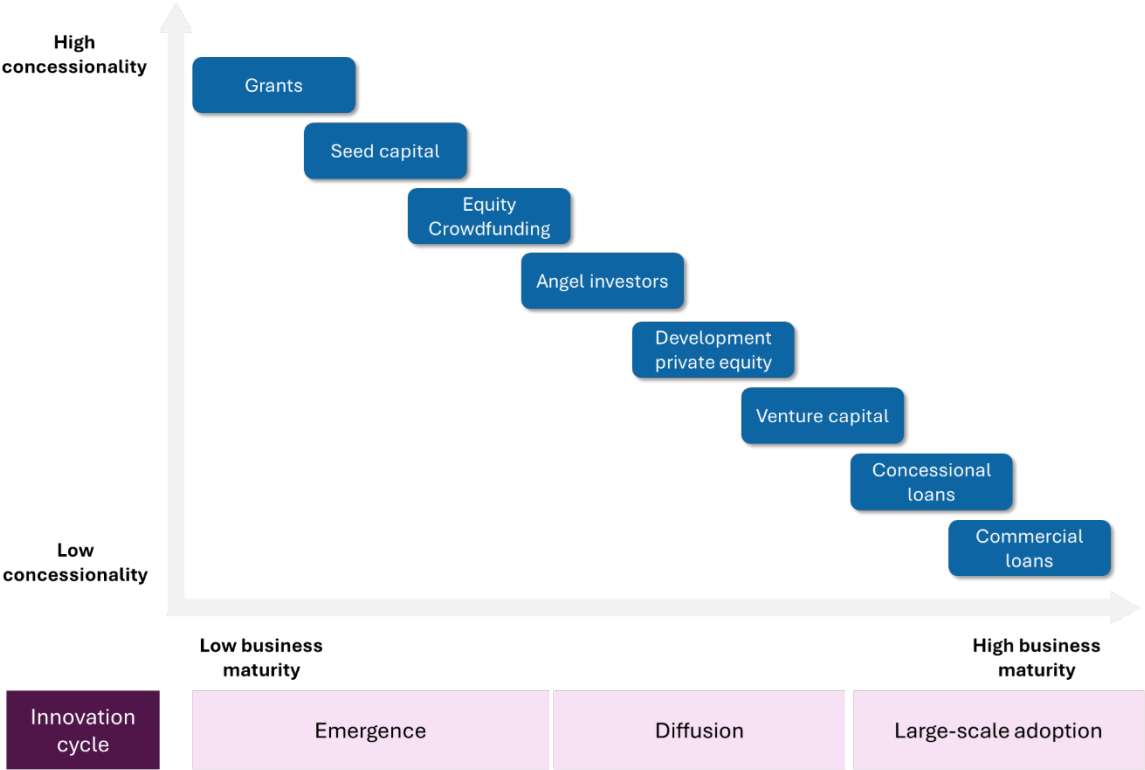 High
concessionality
Grants
Seed capital
Equity
Crowdfunding
Angel investors
Development
private equity
Venture capital
Concessional
loans
Commercial
loans
Low
concessionality
Low business
maturity
High business
maturity
Innovation
cycle
Emergence
Diffusion
Large-scale adoption